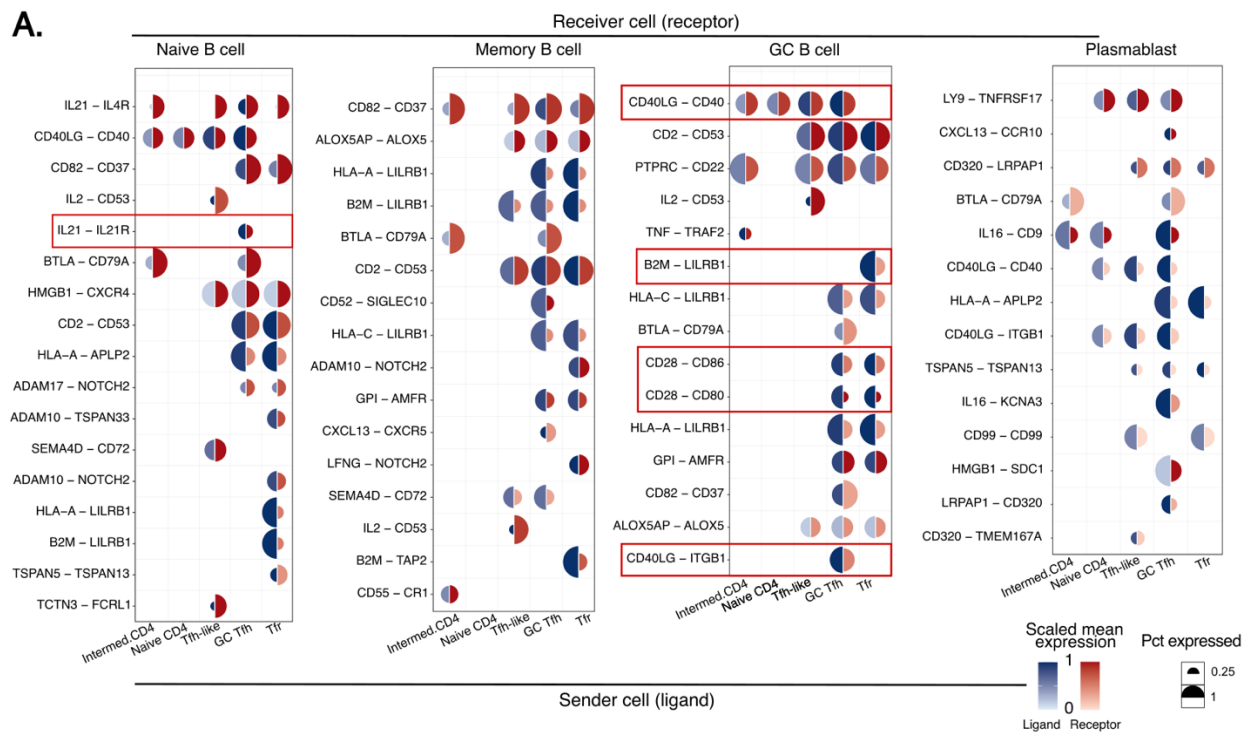 A.
Receiver cell (receptor)
Naive B cell
IL21 – IL4R
CD40LG – CD40
CD82 – CD37
IL2 – CD53
IL21 – IL21R
BTLA – CD79A
HMGB1 – CXCR4
CD2 – CD53
HLA-A – APLP2
ADAM17 – NOTCH2
ADAM10 – TSPAN33
SEMA4D – CD72
ADAM10 – NOTCH2
HLA-A – LILRB1
B2M – LILRB1
TSPAN5 – TSPAN13
TCTN3 – FCRL1
Intermed.CD4
Naive CD4
Tfh-like
GC Tfh
Tfr
Memory B cell
CD82 – CD37
ALOX5AP – ALOX5
HLA-A – LILRB1
B2M – LILRB1
BTLA – CD79A
CD2 – CD53
CD52 – SIGLEC10
HLA-C – LILRB1
ADAM10 – NOTCH2
GPI – AMFR
CXCL13 – CXCR5
LFNG – NOTCH2
SEMA4D – CD72
IL2 – CD53
B2M – TAP2
CD55 – CR1
Intermed.CD4
Naive CD4
Tfh-like
GC Tfh
Tfr
GC B cell
CD40LG – CD40
CD2 – CD53
PTPRC – CD22
IL2 – CD53
TNF – TRAF2
B2M – LILRB1
HLA-C – LILRB1
BTLA – CD79A
CD28 – CD86
CD28 – CD80
HLA-A – LILRB1
GPI – AMFR
CD82 – CD37
ALOX5AP – ALOX5
CD40LG – ITGB1
Intermed.CD4
Naive CD4
Tfh-like
GC Tfh
Tfr
Plasmablast
LY9 – TNFRSF17
CXCL13 – CCR10
CD320 – LRPAP1
BTLA – CD79A
IL16 – CD9
CD40LG – CD40
HLA-A – APLP2
CD40LG – ITGB1
TSPAN5 – TSPAN13
IL16 – KCNA3
CD99 – CD99
HMGB1 – SDC1
LRPAP1 – CD320
CD320 – TMEM167A
Intermed.CD4
Naive CD4
Tfh-like
GC Tfh
Tfr
Sender cell (ligand)
Scaled mean
expression
1
0
Ligand
Receptor
Pct expressed
0.25
1